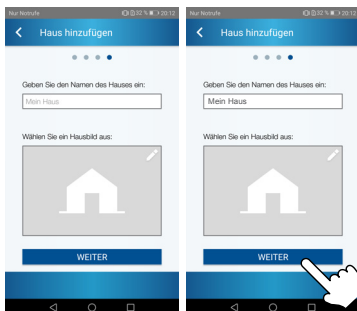 Nur Notrufe 32 % 20:12
Haus hinzufügen
Geben Sie den Namen des Hauses ein:
Mein Haus
Wählen Sie ein Hausbild aus:
WEITER
Nur Notrufe 32 % 20:12
Haus hinzufügen
Geben Sie den Namen des Hauses ein:
Mein Haus
Wählen Sie ein Hausbild aus:
WEITER